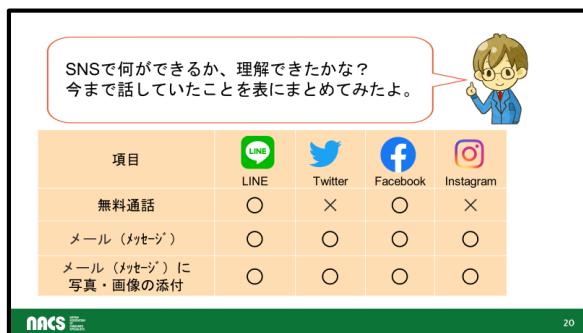 SNSで何ができるか、理解できたかな？
今まで話していたことを表にまとめてみたよ。
項目
LINE
LINE Twitter Facebook Instagram
無料通話 ○ × ○ ×
メール（ﾒｯｾｰｼﾞ） ○ ○ ○ ○
メール（ﾒｯｾｰｼﾞ）に
写真・画像の添付 ○ ○ ○ ○
NACS
20